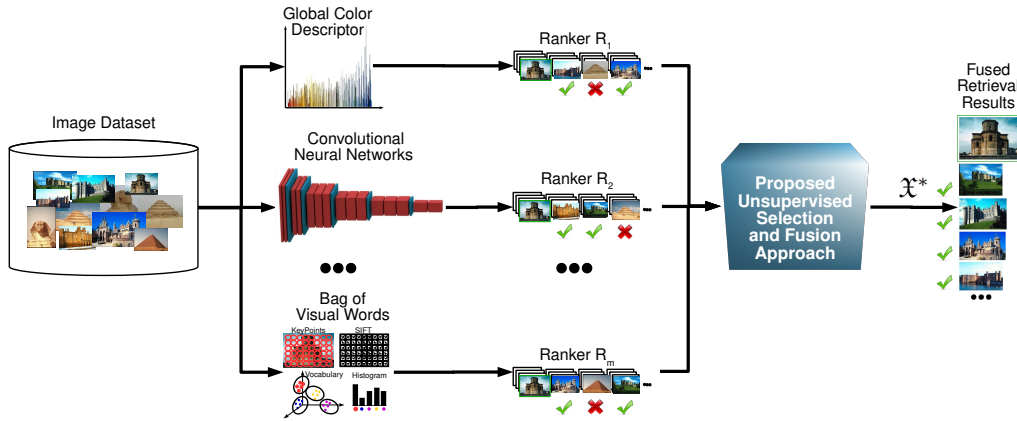 Image Dataset
Global Color
Descriptor
Convolutional
Neural Networks
Bag of
Visual Words
KeyPoints
SIFT
Vocabulary
Histogram
Ranker R1
Ranker R2
Ranker Rm
Proposed
Unsupervised
Selection
and Fusion
Approach
𝔛*
Fused
Retrieval
Results